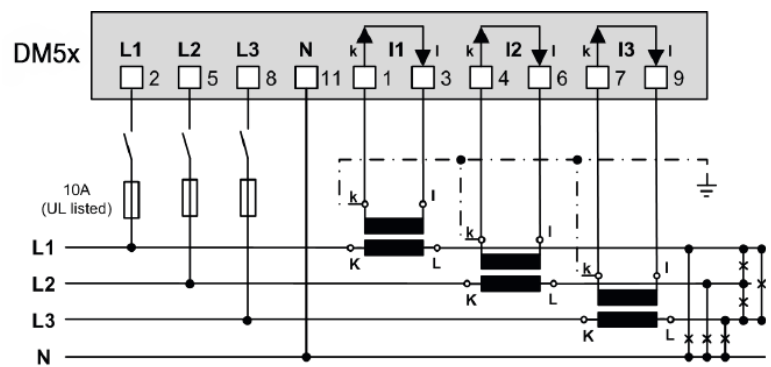 DM5x
L1 L2 L3 N k I1 l k I2 l k I3 l
2 5 8 11 1 3 4 6 7 9
10A
(UL listed)
k l
k l
k l
L1
K L
L2
K L
L3
K L
N